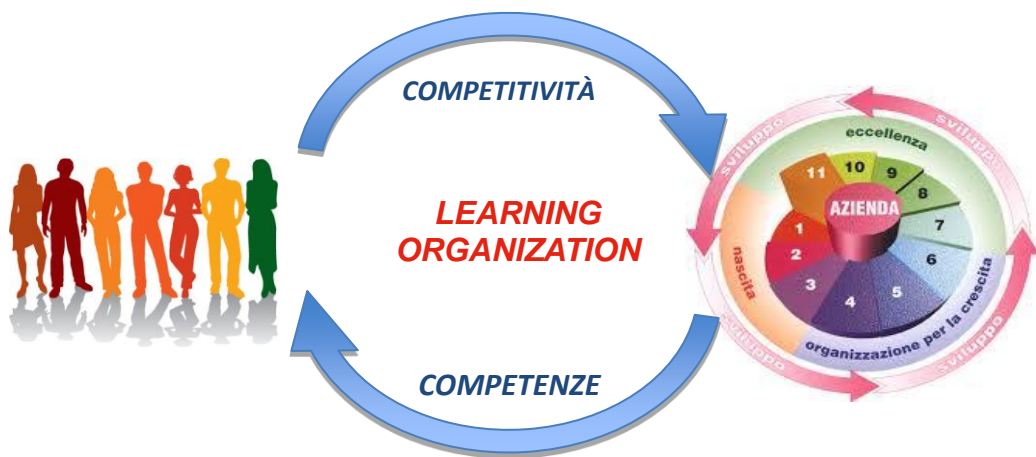 COMPETITIVITÀ
LEARNING
ORGANIZATION
COMPETENZE
sviluppo
sviluppo
eccellenza
11
10
9
8
AZIENDA
1
7
2
6
3
4
5
nascita
organizzazione per la crescita
sviluppo
sviluppo